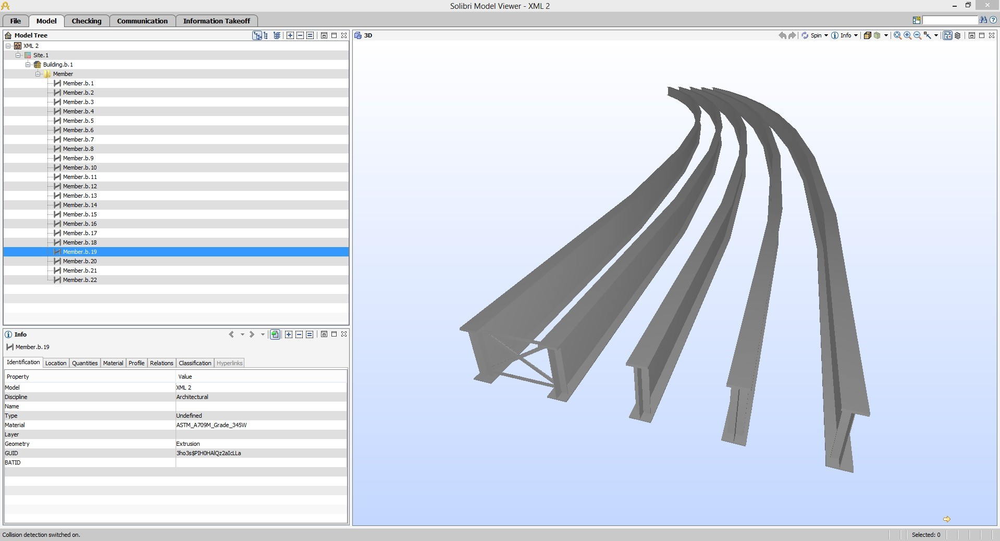 Solibri Model Viewer - XML 2
File Model Checking Communication Information Takeoff
Model Tree
XML 2
Site.1
Building.b.1
Member
Member.b.1
Member.b.2
Member.b.3
Member.b.4
Member.b.5
Member.b.6
Member.b.7
Member.b.8
Member.b.9
Member.b.10
Member.b.11
Member.b.12
Member.b.13
Member.b.14
Member.b.15
Member.b.16
Member.b.17
Member.b.18
Member.b.19
Member.b.20
Member.b.21
Member.b.22
Info
Member.b.19
Identification Location Quantities Material Profile Relations Classification Hyperlinks
Property Value
Model XML 2
Discipline Architectural
Name
Type Undefined
Material ASTM_A709M_Grade_345W
Layer
Geometry Extrusion
GUID 3ho3s$PIH0HAlQz2aIcLLa
BATID
3D
Spin Info
Collision detection switched on.
Selected: 0